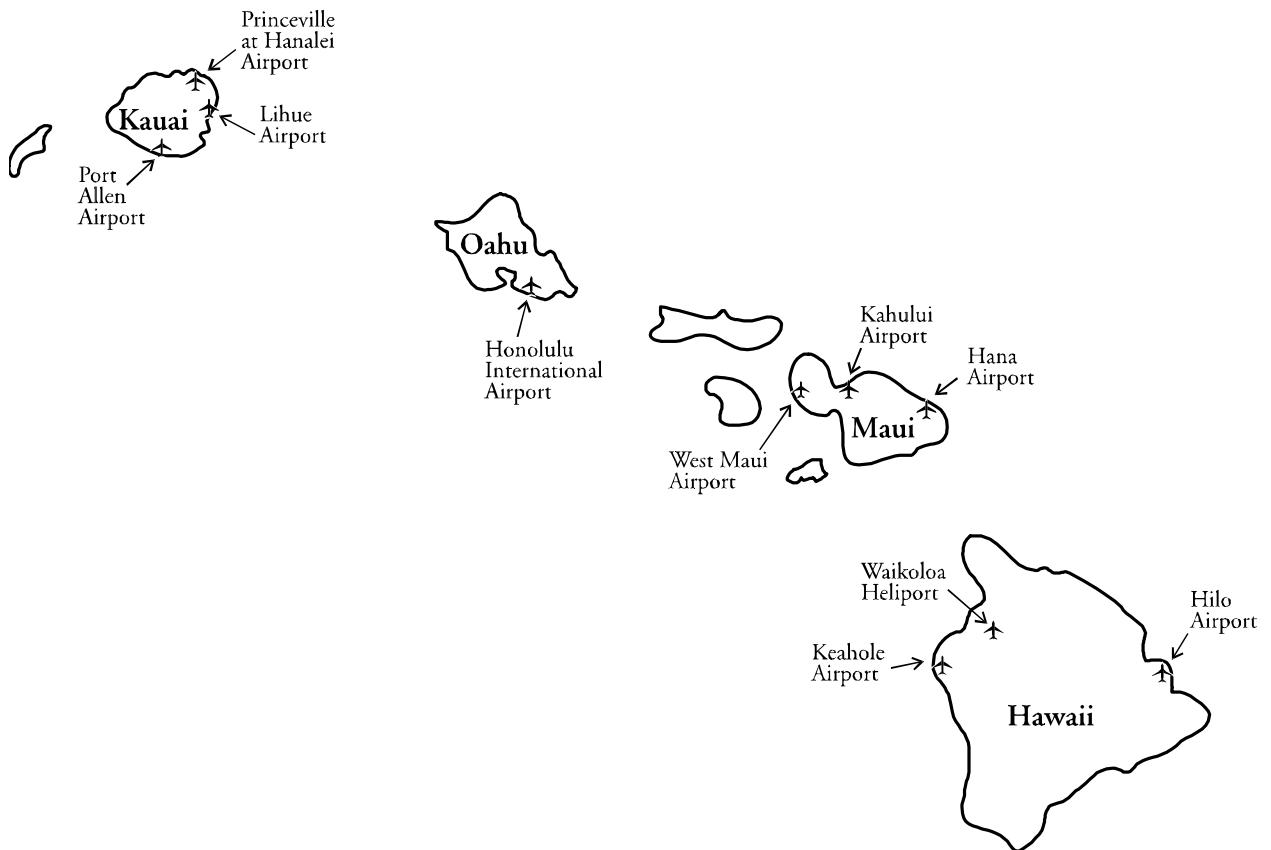 Princeville
at Hanalei
Airport
Kauai
Lihue
Airport
Port
Allen
Airport
Oahu
Honolulu
International
Airport
Kahului
Airport
Hana
Airport
Maui
West Maui
Airport
Waikoloa
Heliport
Hilo
Airport
Keahole
Airport
Hawaii